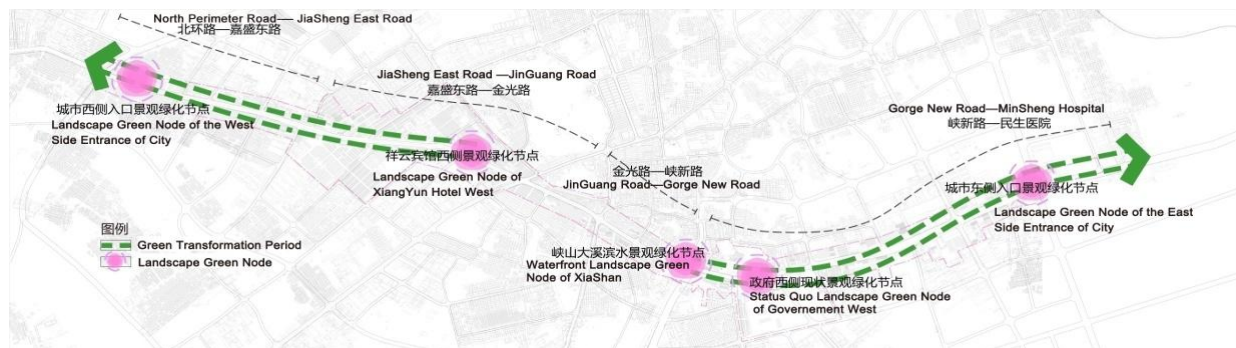 North Perimeter Road— JiaSheng East Road
北环路—嘉盛东路
JiaSheng East Road —JinGuang Road
嘉盛东路—金光路
Gorge New Road—MinSheng Hospital
峡新路—民生医院
城市西侧入口景观绿化节点
Landscape Green Node of the West
Side Entrance of City
祥云宾馆西侧景观绿化节点
Landscape Green Node of
XiangYun Hotel West
金光路—峡新路
JinGuang Road—Gorge New Road
城市东侧入口景观绿化节点
Landscape Green Node of the East
Side Entrance of City
图例
Green Transformation Period
Landscape Green Node
峡山大溪滨水景观绿化节点
Waterfront Landscape Green
Node of XiaShan
政府西侧现状景观绿化节点
Status Quo Landscape Green Node
of Governement West